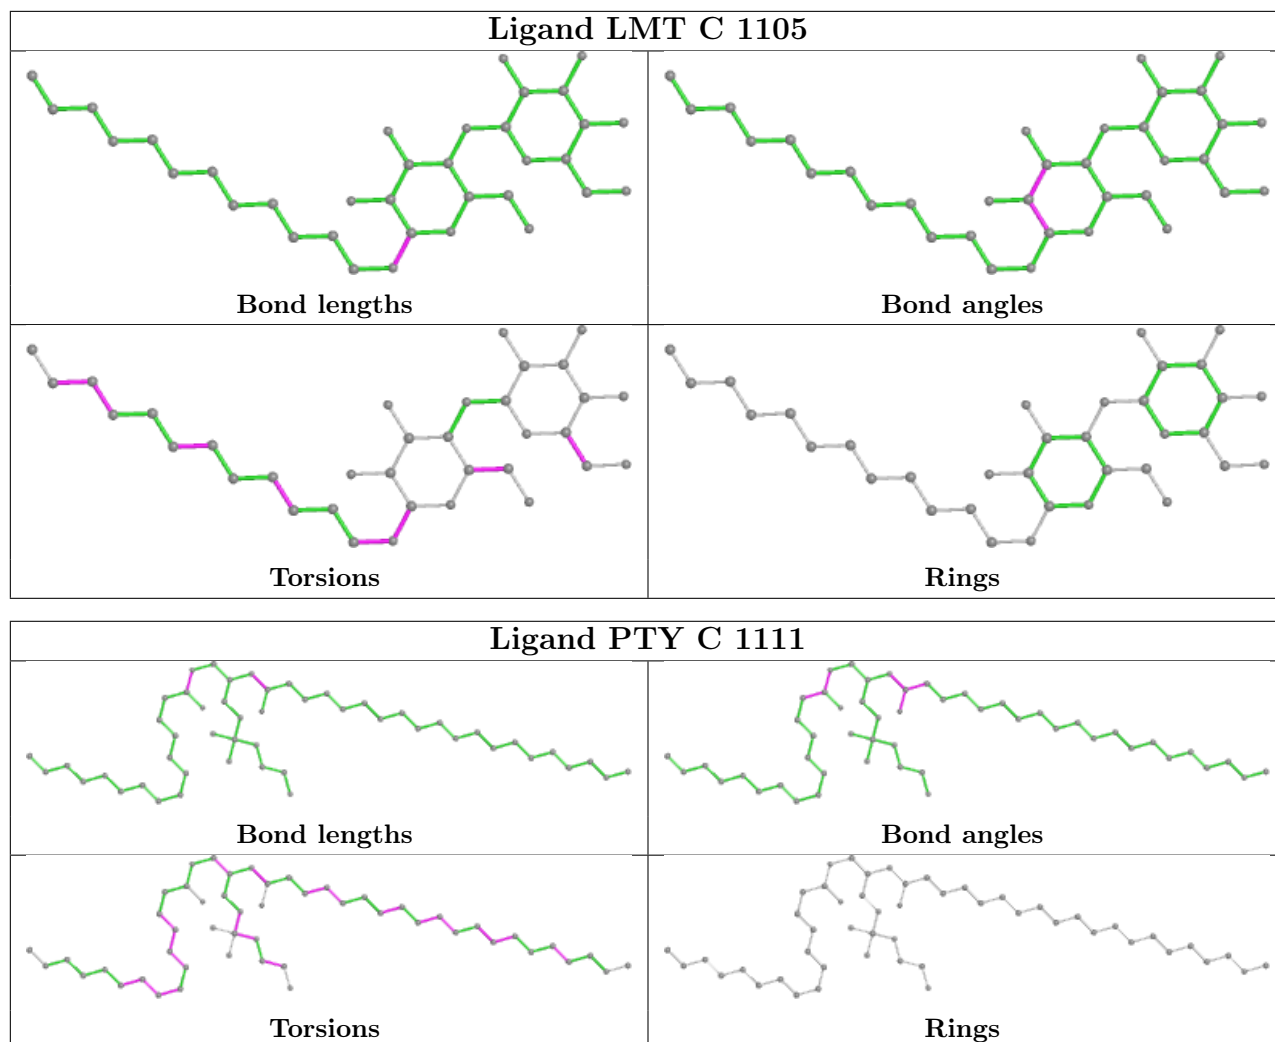 Ligand LMT C 1105
Bond lengths
Bond angles
Torsions
Rings
Ligand PTY C 1111
Bond lengths
Bond angles
Torsions
Rings